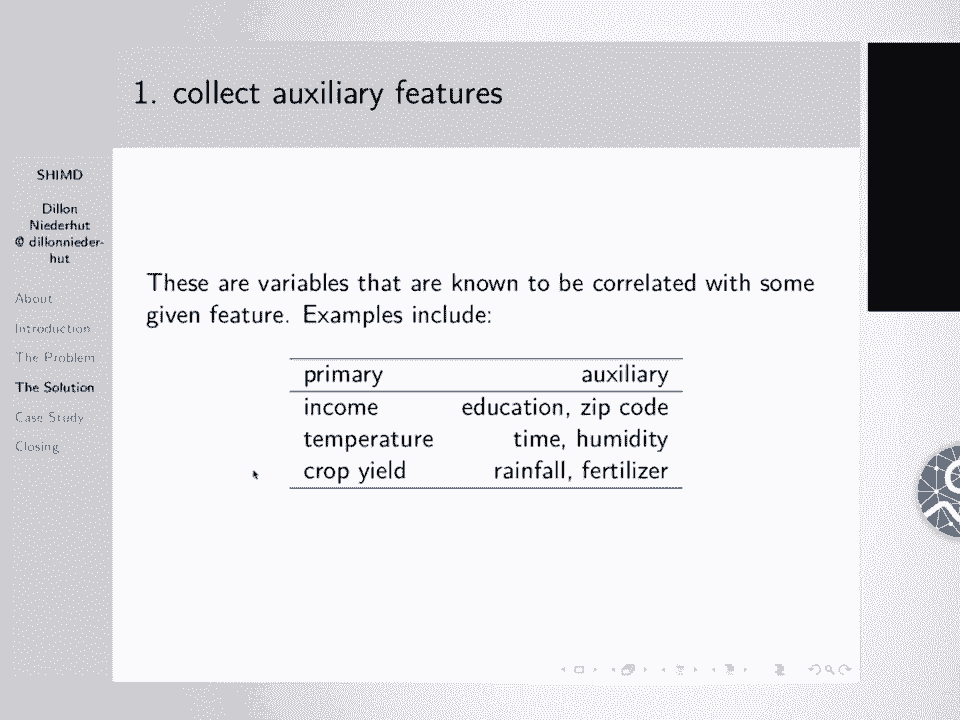 1. collect auxiliary features
SHIMD
Dillon
Niederhut
@ dillonnieder-
hut
About
Introduction
The Problem
The Solution
Case Study
Closing
These are variables that are known to be correlated with some
given feature. Examples include:
primary auxiliary
income education, zip code
temperature time, humidity
crop yield rainfall, fertilizer